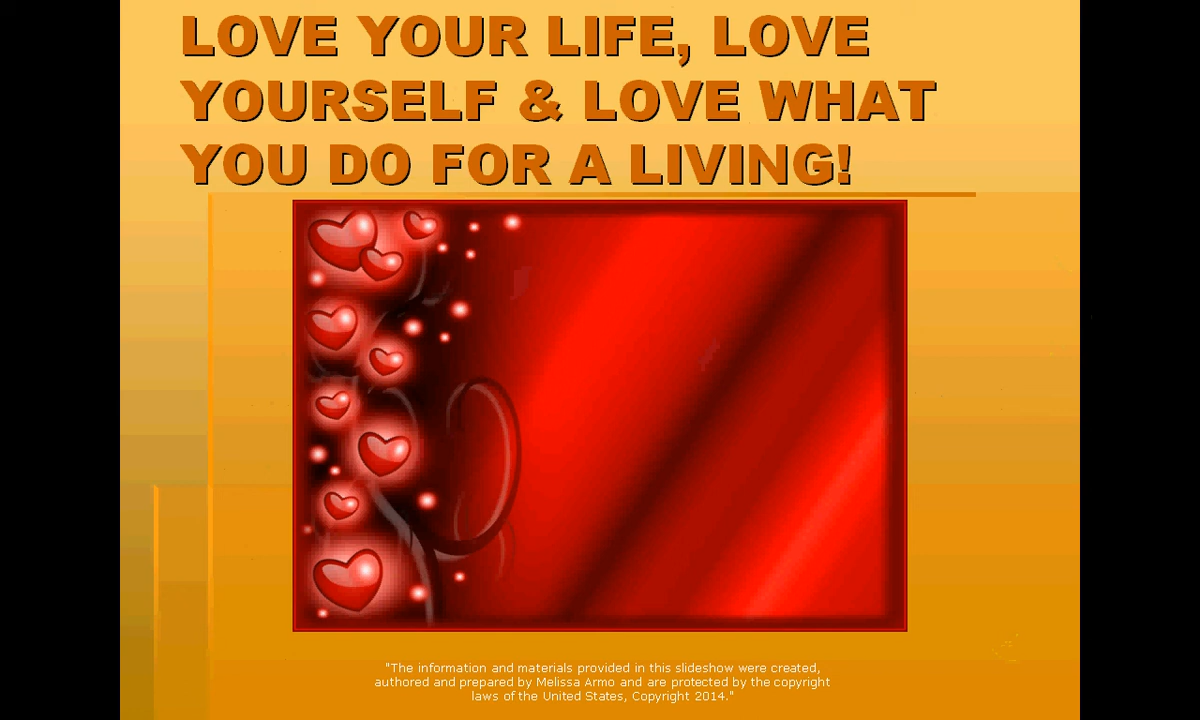 LOVE YOUR LIFE, LOVE
YOURSELF & LOVE WHAT
YOU DO FOR A LIVING!
"The information and materials provided in this slideshow were created,
authored and prepared by Melissa Armo and are protected by the copyright
laws of the United States, Copyright 2014."